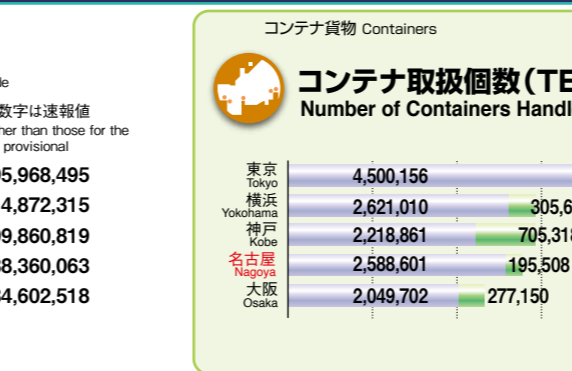 コンテナ貨物 Containers
コンテナ取扱個数(TE
Number of Containers Handl
le
数字は速報値
her than those for the
provisional
5,968,495
4,872,315
9,860,819
8,360,063
4,602,518
東京 4,500,156
Tokyo
横浜 2,621,010 305,6
Yokohama
神戸 2,218,861 705,318
Kobe
名古屋 2,588,601 195,508
Nagoya
大阪 2,049,702 277,150
Osaka